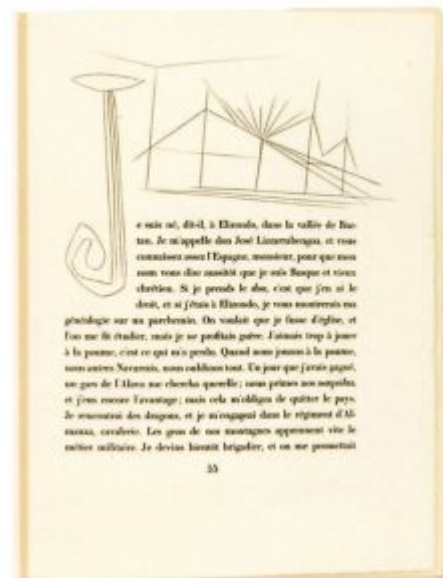 Je suis né, dit-il, à Elizondo, dans la vallée de Baz-
tan. Je m'appelle don José Lizzarrabengoa, et vous
connaissez assez l'Espagne, monsieur, pour que mon
nom vous dise aussitôt que je suis Basque et vieux
chrétien. Si je prends le don, c'est que j'en ai le
droit, et si j'étais à Elizondo, je vous montrerais ma
généalogie sur un parchemin. On voulait que je fusse d'église, et
l'on me fit étudier, mais je ne profitais guère. J'aimais trop à jouer
à la paume, c'est ce qui m'a perdu. Quand nous jouons à la paume,
nous autres Navarrais, nous oublions tout. Un jour que j'avais gagné,
un gars de l'Alava me chercha querelle; nous prîmes nos maquilas,
et j'eus encore l'avantage; mais cela m'obligea de quitter le pays.
Je rencontrai des dragons, et je m'engageai dans le régiment d'Al-
manza, cavalerie. Les gens de nos montagnes apprennent vite le
métier militaire. Je devins bientôt brigadier, et on me promettait
55